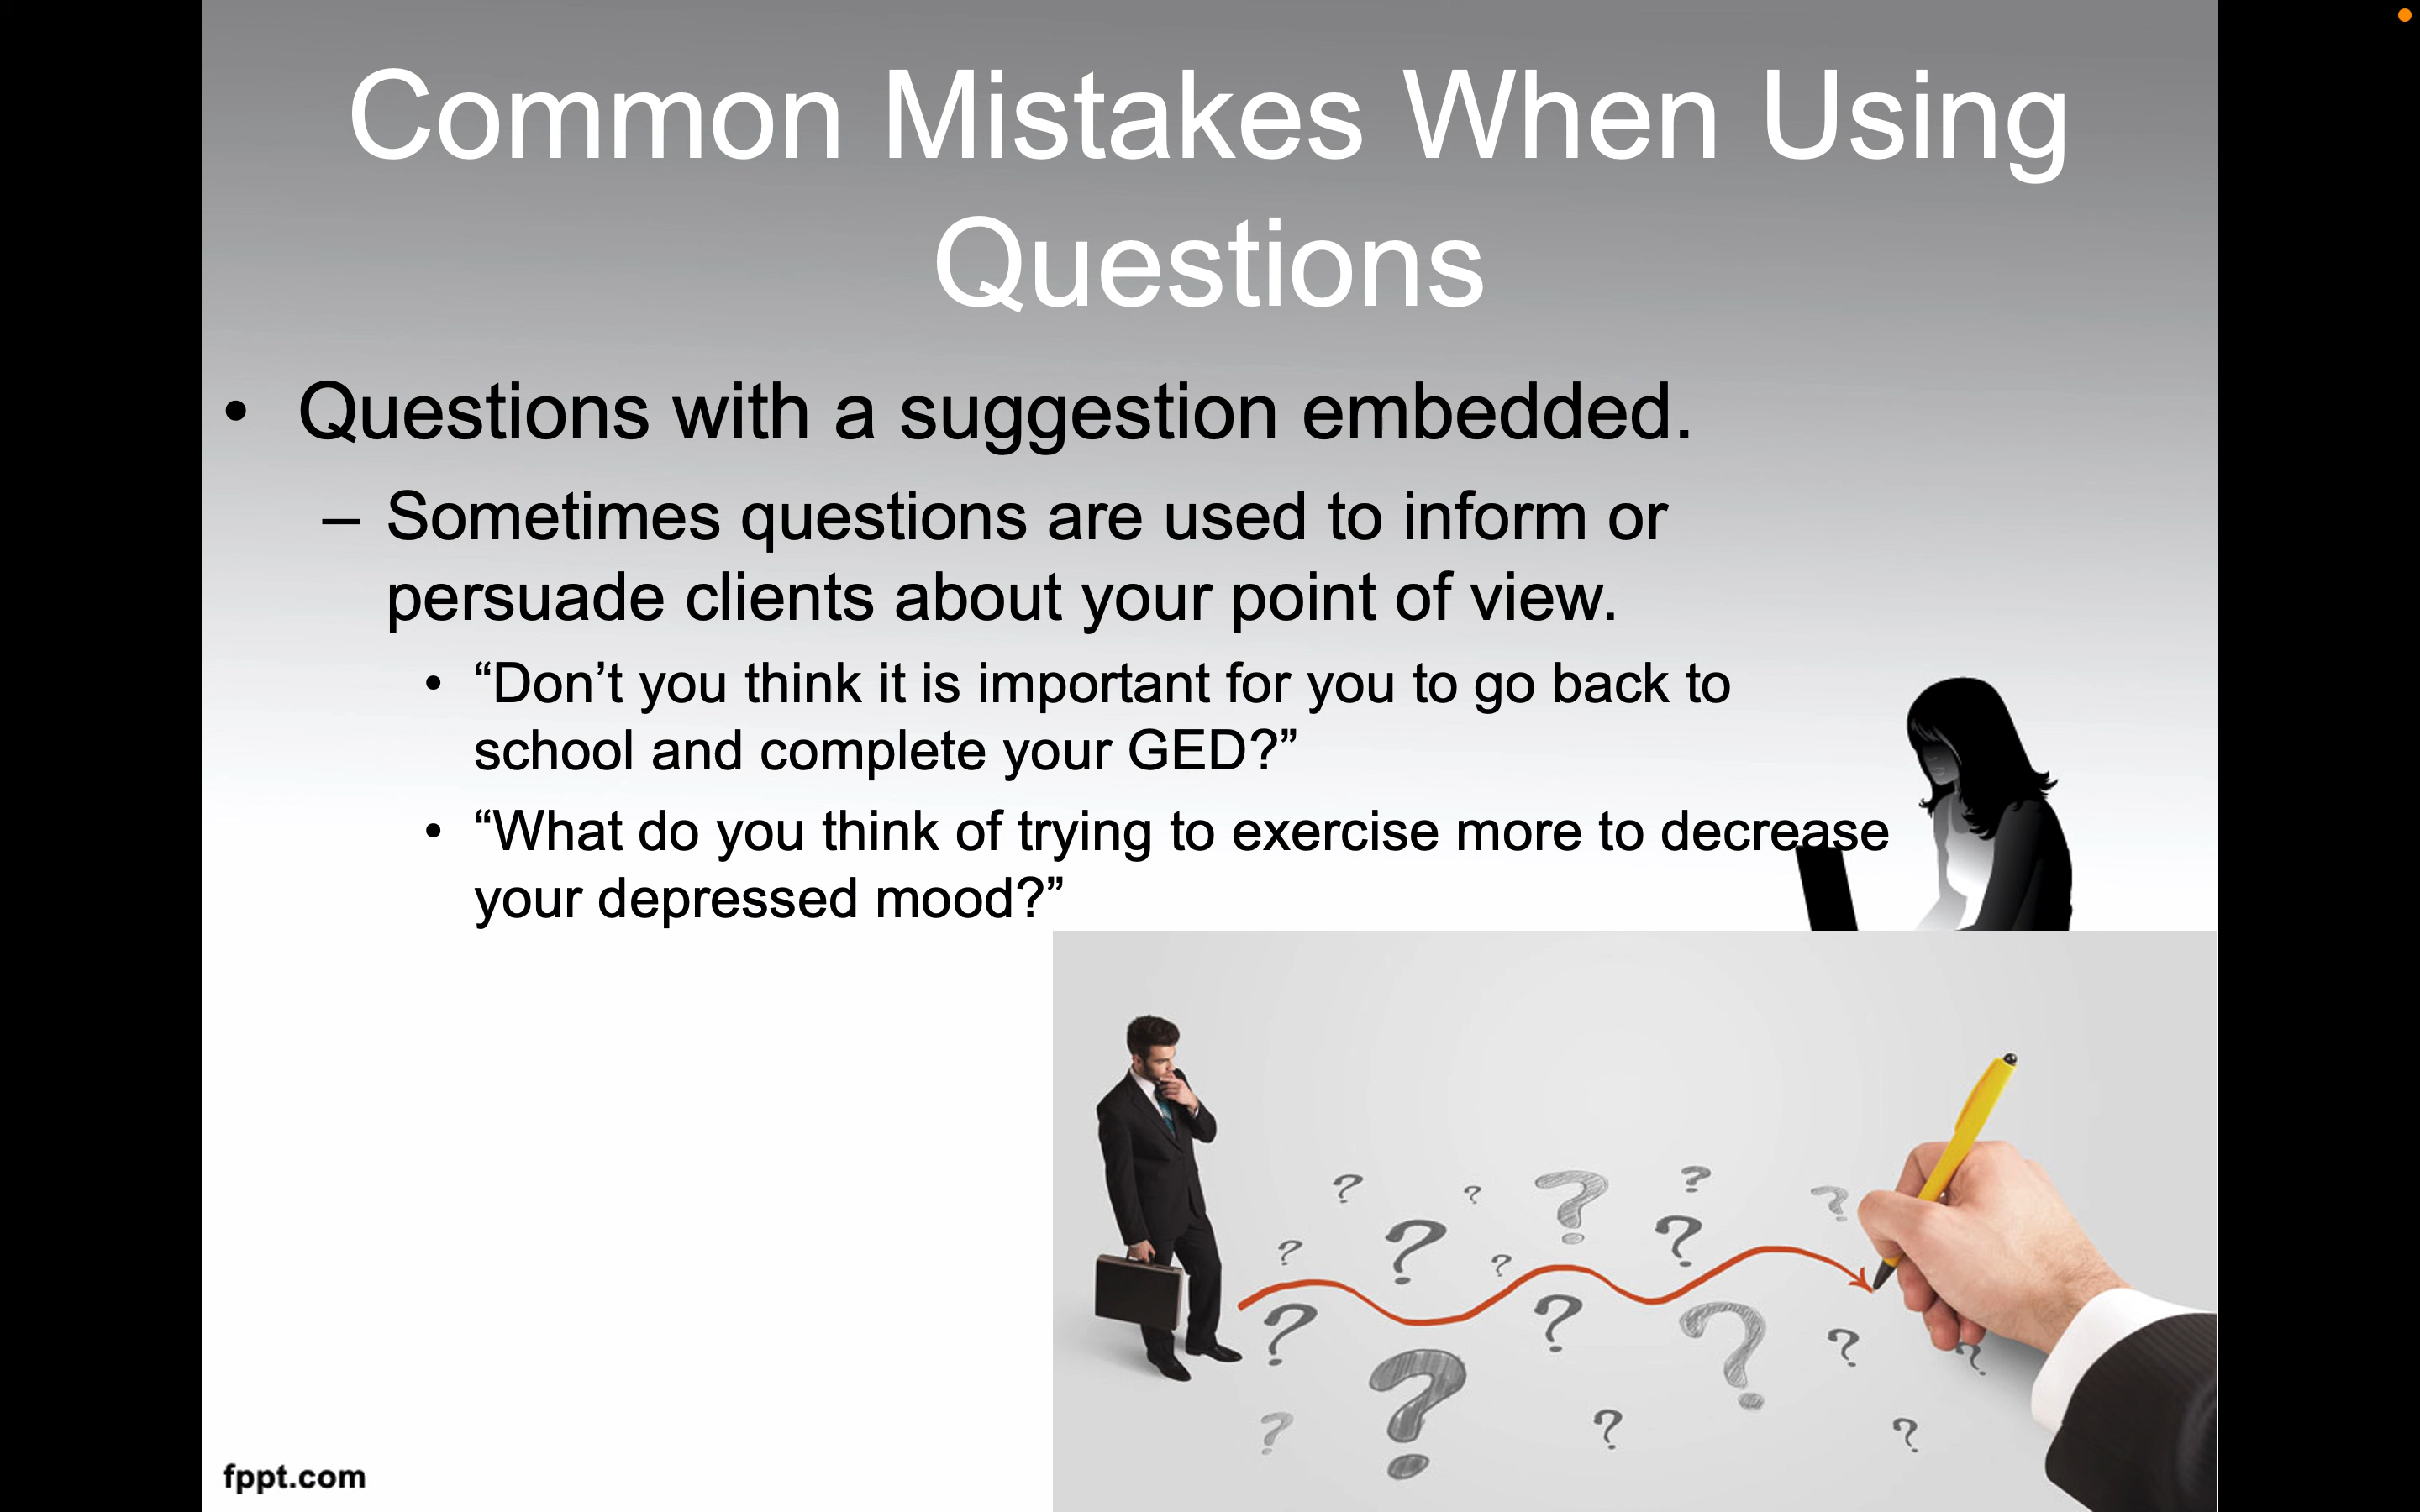 Common Mistakes When Using
Questions
• Questions with a suggestion embedded.
– Sometimes questions are used to inform or
persuade clients about your point of view.
• “Don’t you think it is important for you to go back to
school and complete your GED?”
• “What do you think of trying to exercise more to decrease
your depressed mood?”
? ? ? ? ?
? ? ?
? ?
? ? ? ?
? ?
? ? ?
fppt.com